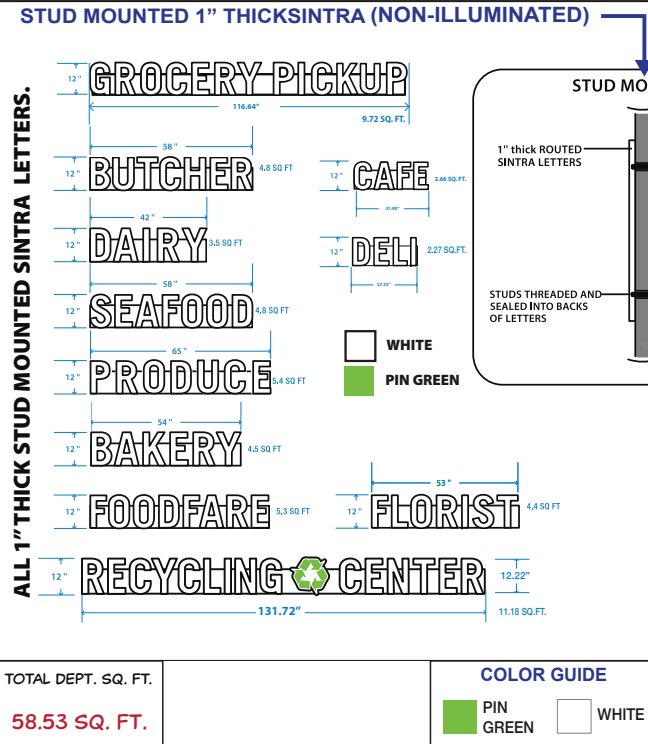 STUD MOUNTED 1” THICKSINTRA (NON-ILLUMINATED)
ALL 1” THICK STUD MOUNTED SINTRA LETTERS.
12 "
GROCERY PICKUP
116.64"
9.72 SQ. FT.
58 "
12 "
BUTCHER
4.8 SQ FT
12 "
CAFE
2.66 SQ.FT.
42 "
12 "
DAIRY
3.5 SQ FT
12 "
DELI
2.27 SQ.FT.
58 "
12 "
SEAFOOD
4,8 SQ FT
65 "
12 "
PRODUCE
5.4 SQ FT
54 "
12 "
BAKERY
4.5 SQ FT
12 "
FOODFARE
5,3 SQ FT
53 "
12 "
FLORIST
4,4 SQ FT
12 "
RECYCLING CENTER
12.22”
131.72”
11.18 SQ.FT.
WHITE
PIN GREEN
STUD MO
1" thick ROUTED
SINTRA LETTERS
STUDS THREADED AND
SEALED INTO BACKS
OF LETTERS
TOTAL DEPT. SQ. FT.
58.53 SQ. FT.
COLOR GUIDE
PIN
GREEN
WHITE